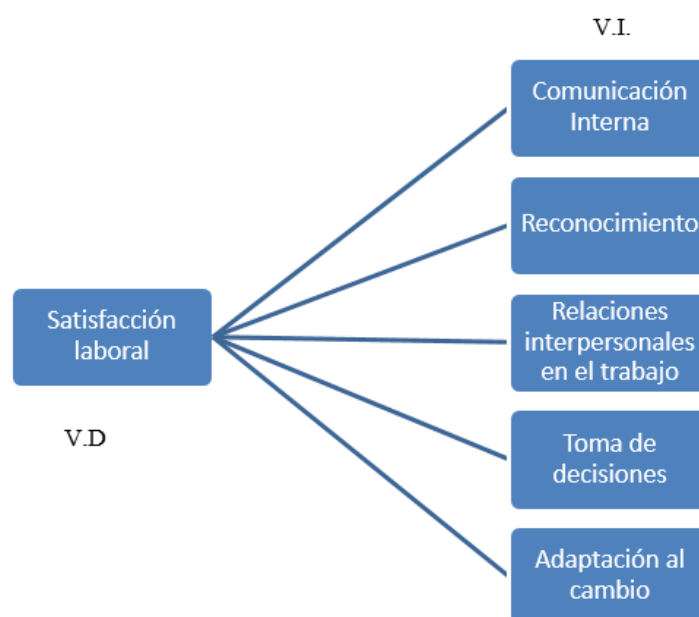 V.I.
Comunicación
Interna
Reconocimiento
Satisfacción
laboral
Relaciones
interpersonales
en el trabajo
V.D
Toma de
decisiones
Adaptación al
cambio